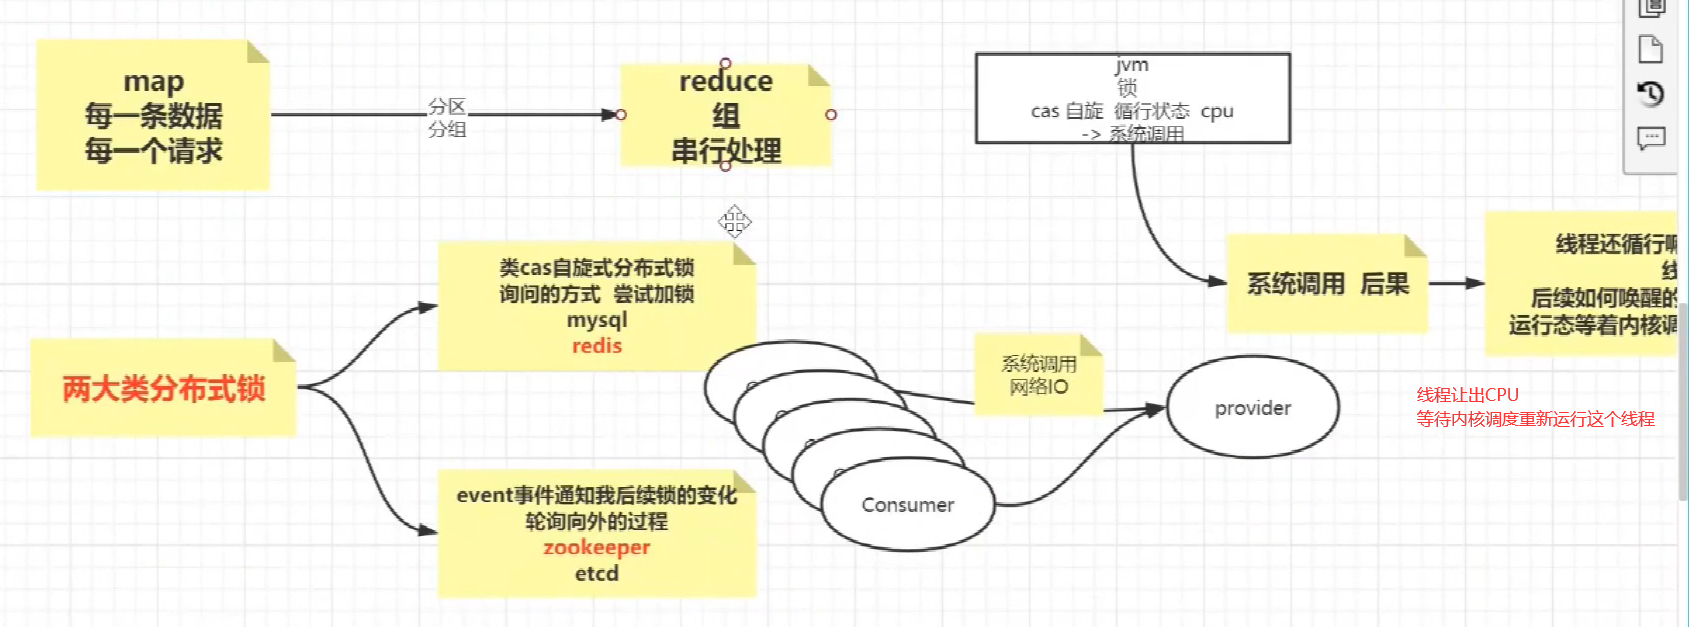 map
每一条数据
每一个请求
分区
分组
reduce
组
串行处理
jvm
锁
cas 自旋 循行状态 cpu
-> 系统调用
系统调用 后果
线程还循行
后续如何唤醒的
运行态等着内核调
类cas自旋式分布式锁
询问的方式 尝试加锁
mysql
redis
两大类分布式锁
event事件通知我后续锁的变化
轮询向外的过程
zookeeper
etcd
系统调用
网络IO
Consumer
provider
线程让出CPU
等待内核调度重新运行这个线程